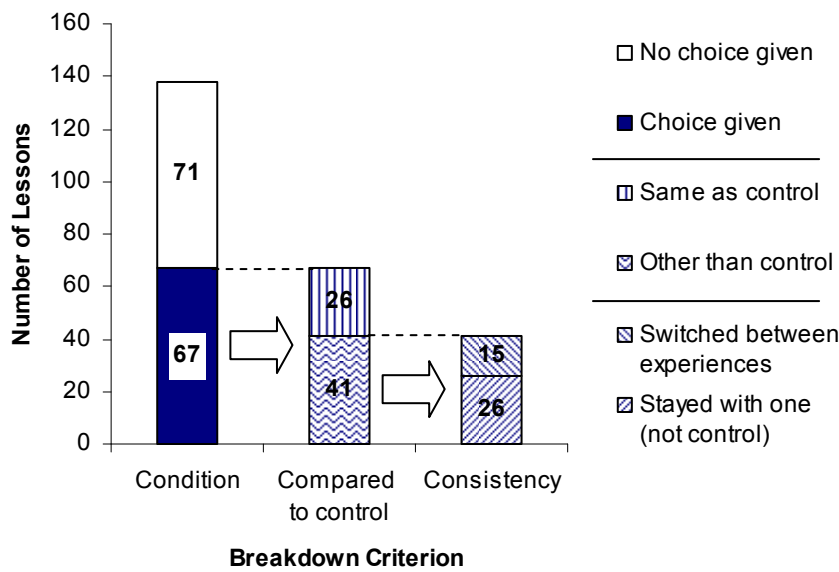 160
140
120
100
80
60
40
20
0
Number of Lessons
71
67
26
41
15
26
Condition
Compared
to control
Consistency
Breakdown Criterion
No choice given
Choice given
Same as control
Other than control
Switched between
experiences
Stayed with one
(not control)